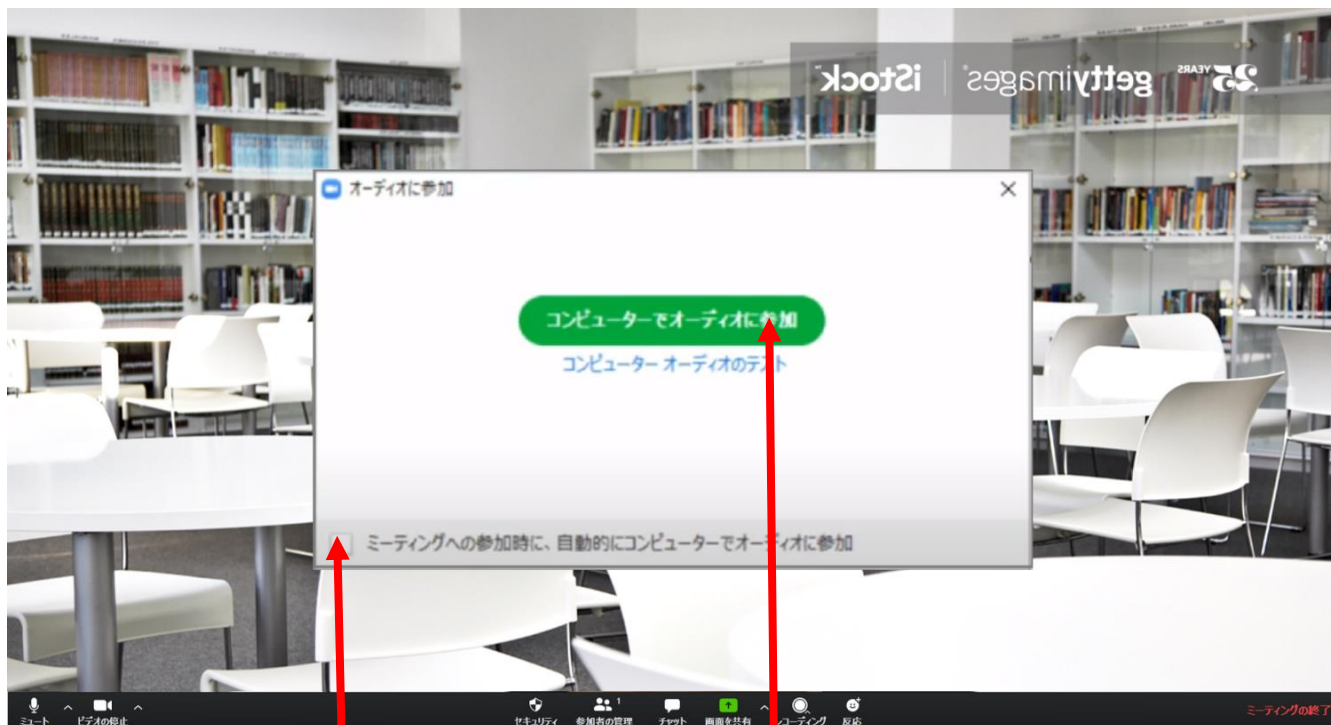 25 YEARS gettyimages® iStock™
オーディオに参加
コンピューターでオーディオに参加
コンピューター オーディオのテスト
ミーティングへの参加時に、自動的にコンピューターでオーディオに参加
ミュート
ビデオの停止
セキュリティ
参加者の管理
1
チャット
画面を共有
レコーディング
反応
ミーティングの終了